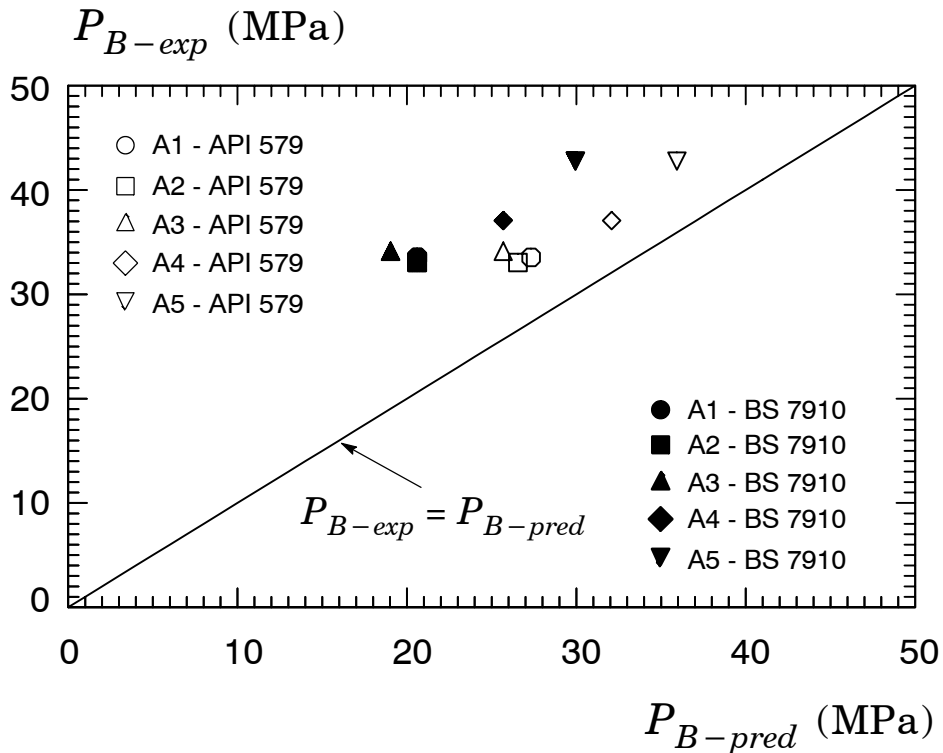 P_{B-exp} (MPa)
50
40
30
20
10
0
A1 - API 579
A2 - API 579
A3 - API 579
A4 - API 579
A5 - API 579
A1 - BS 7910
A2 - BS 7910
A3 - BS 7910
A4 - BS 7910
A5 - BS 7910
P_{B-exp} = P_{B-pred}
0 10 20 30 40 50
P_{B-pred} (MPa)